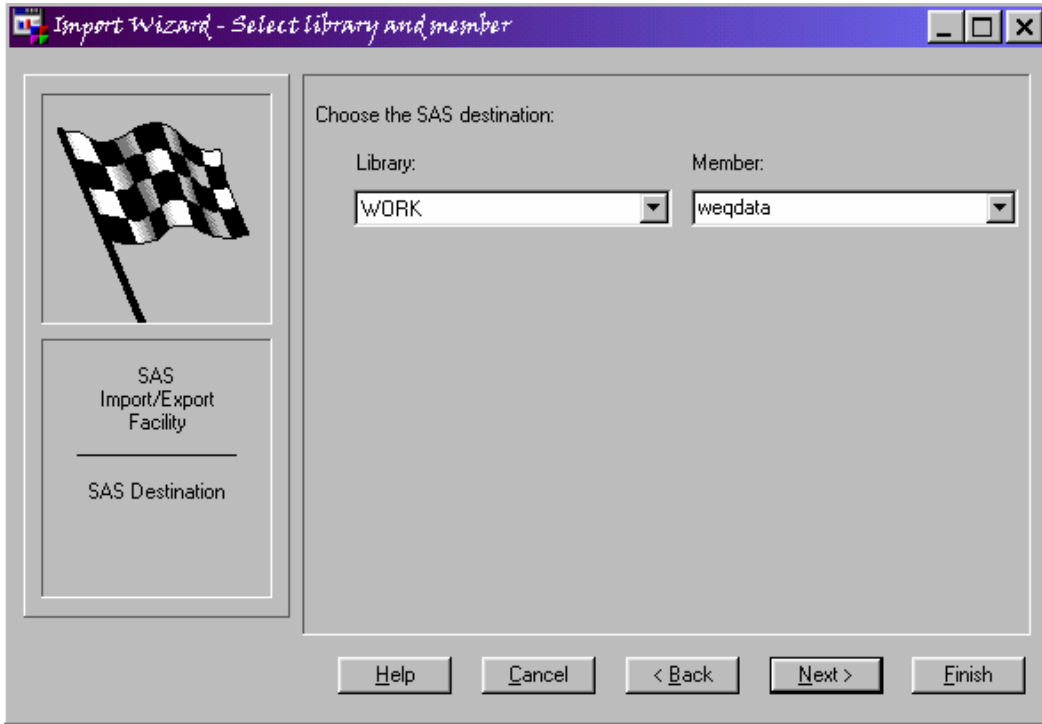 Import Wizard - Select library and member
Choose the SAS destination:
Library: Member:
WORK weqdata
SAS
Import/Export
Facility
SAS Destination
Help Cancel < Back Next > Finish